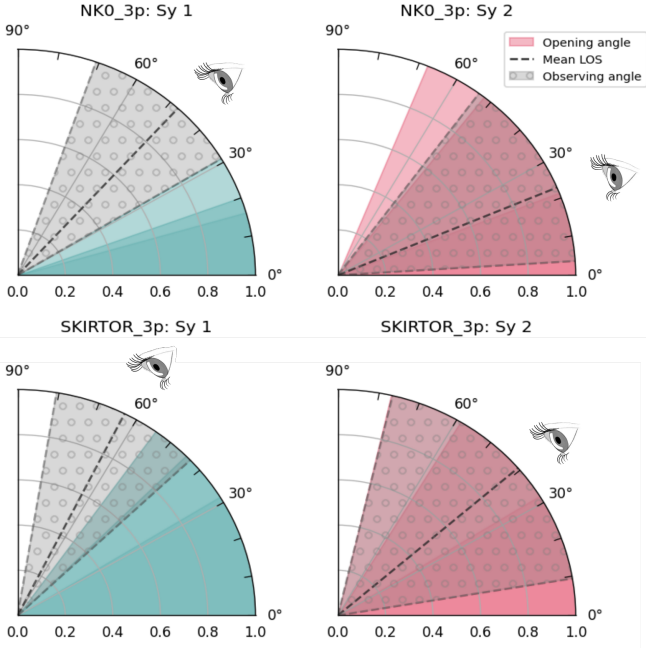 NK0_3p: Sy 1
NK0_3p: Sy 2
90°
60°
30°
0°
0.0 0.2 0.4 0.6 0.8 1.0
90°
60°
30°
0°
0.0 0.2 0.4 0.6 0.8 1.0
Opening angle
Mean LOS
Observing angle
SKIRTOR_3p: Sy 1
SKIRTOR_3p: Sy 2
90°
60°
30°
0°
0.0 0.2 0.4 0.6 0.8 1.0
90°
60°
30°
0°
0.0 0.2 0.4 0.6 0.8 1.0